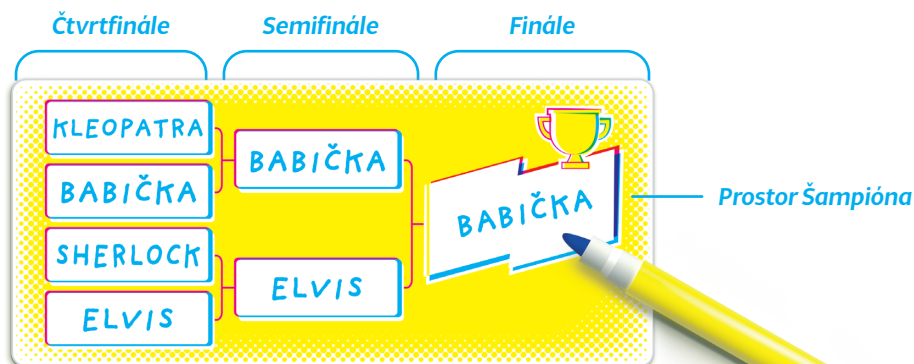 Čtvrtfinále
Semifinále
Finále
KLEOPATRA
BABIČKA
SHERLOCK
ELVIS
BABIČKA
ELVIS
BABIČKA
Prostor Šampióna